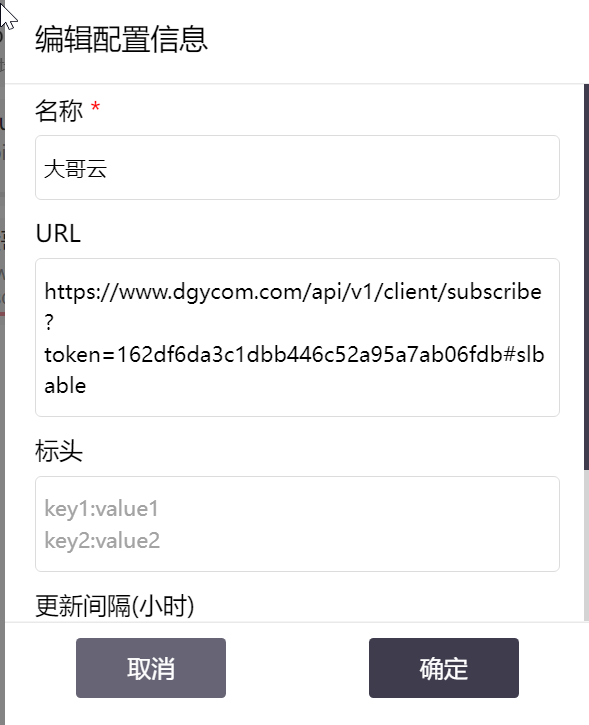 编辑配置信息
名称 *
大哥云
URL
https://www.dgycom.com/api/v1/client/subscribe
?
token=162df6da3c1dbb446c52a95a7ab06fdb#slb
able
标头
key1:value1
key2:value2
更新间隔(小时)
取消 确定